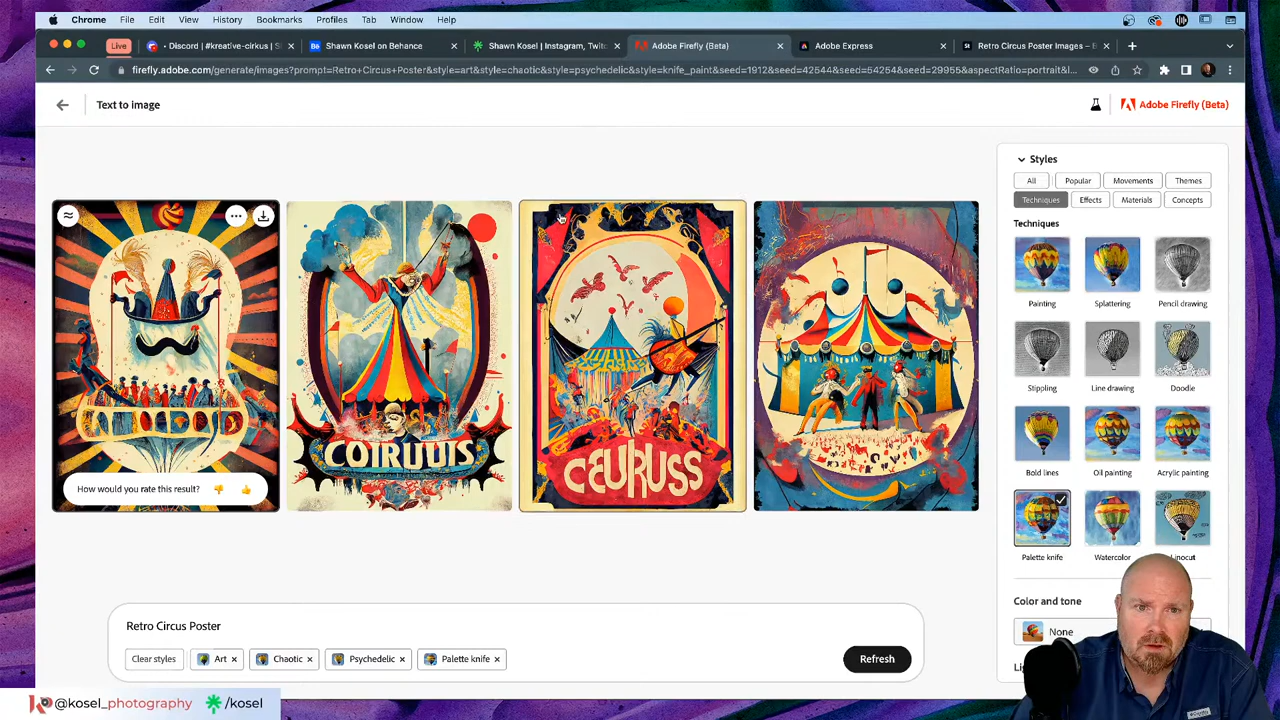 Chrome File Edit View History Bookmarks Profiles Tab Window Help
Live
Discord | #kreative-cirkus | S
Shawn Kosel on Behance
Shawn Kosel | Instagram, Twitc
Adobe Firefly (Beta)
Adobe Express
Retro Circus Poster Images – B
firefly.adobe.com/generate/images?prompt=Retro+Circus+Poster&style=art&style=chaotic&style=psychedelic&style=knife_paint&seed=1912&seed=42544&seed=54254&seed=29955&aspectRatio=portrait&l...
Text to image
Adobe Firefly (Beta)
Styles
All Popular Movements Themes
Techniques Effects Materials Concepts
Techniques
Painting Splattering Pencil drawing
Stippling Line drawing Doodle
Bold lines Oil painting Acrylic painting
Palette knife Watercolor Linocut
Color and tone
None
COIRUUIS
CEURUSS
How would you rate this result?
Retro Circus Poster
Clear styles Art Chaotic Psychedelic Palette knife
Refresh
@kosel_photography /kosel